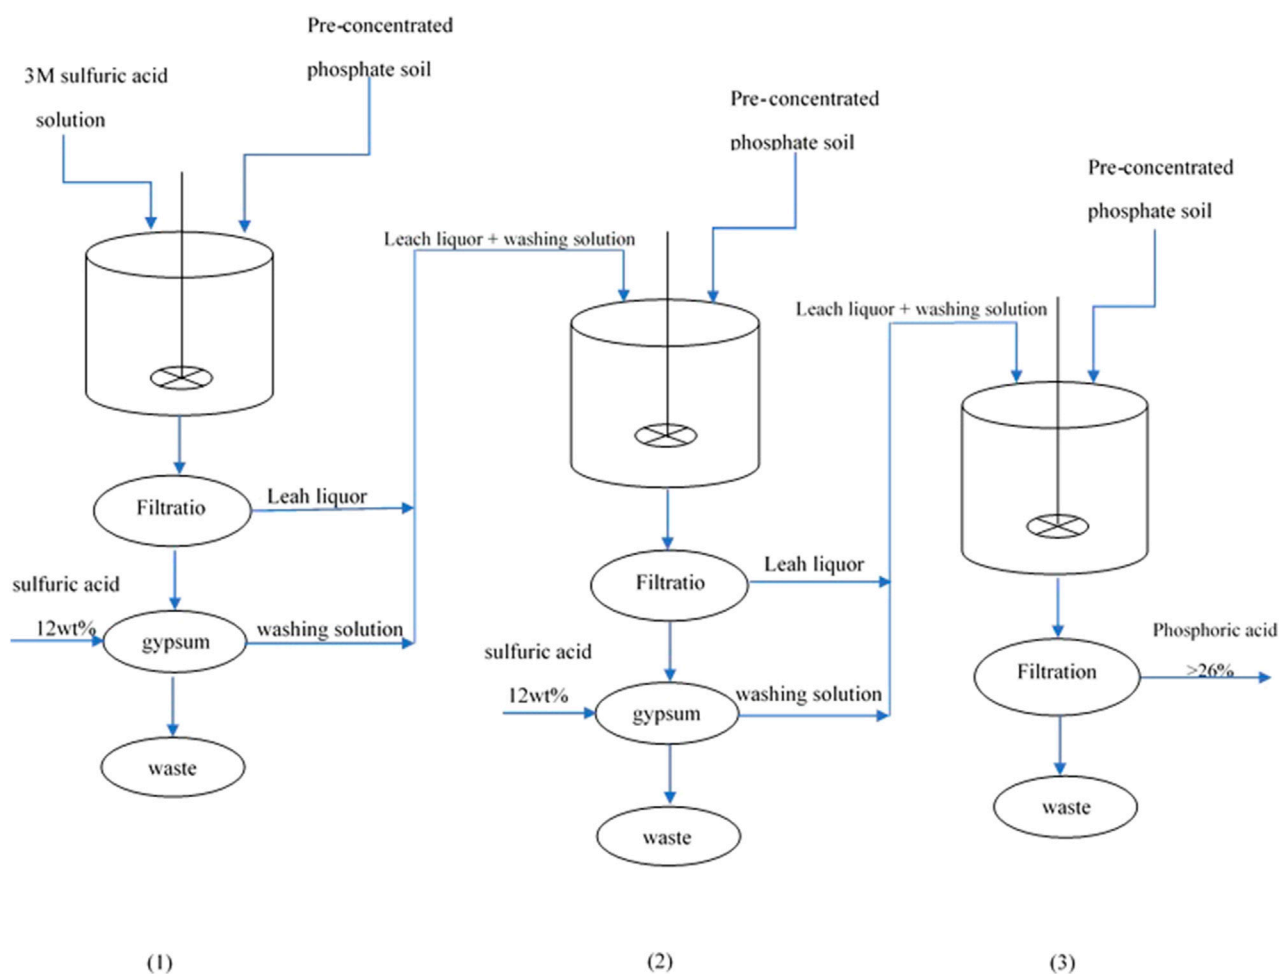 Pre-concentrated
phosphate soil
3M sulfuric acid
solution
Pre-concentrated
phosphate soil
Pre-concentrated
phosphate soil
Leach liquor + washing solution
Leach liquor + washing solution
Filtratio
Leah liquor
sulfuric acid
12wt%
gypsum
washing solution
waste
Filtratio
Leah liquor
sulfuric acid
12wt%
gypsum
washing solution
waste
Filtration
Phosphoric acid
>26%
waste
(1)
(2)
(3)